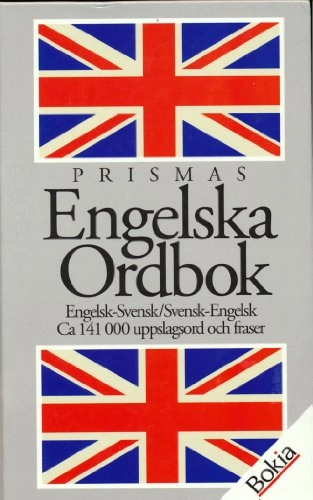 PRISMAS
Engelska
Ordbok
Engelsk-Svensk/Svensk-Engelsk
Ca 141 000 uppslagsord och fraser
Bokia